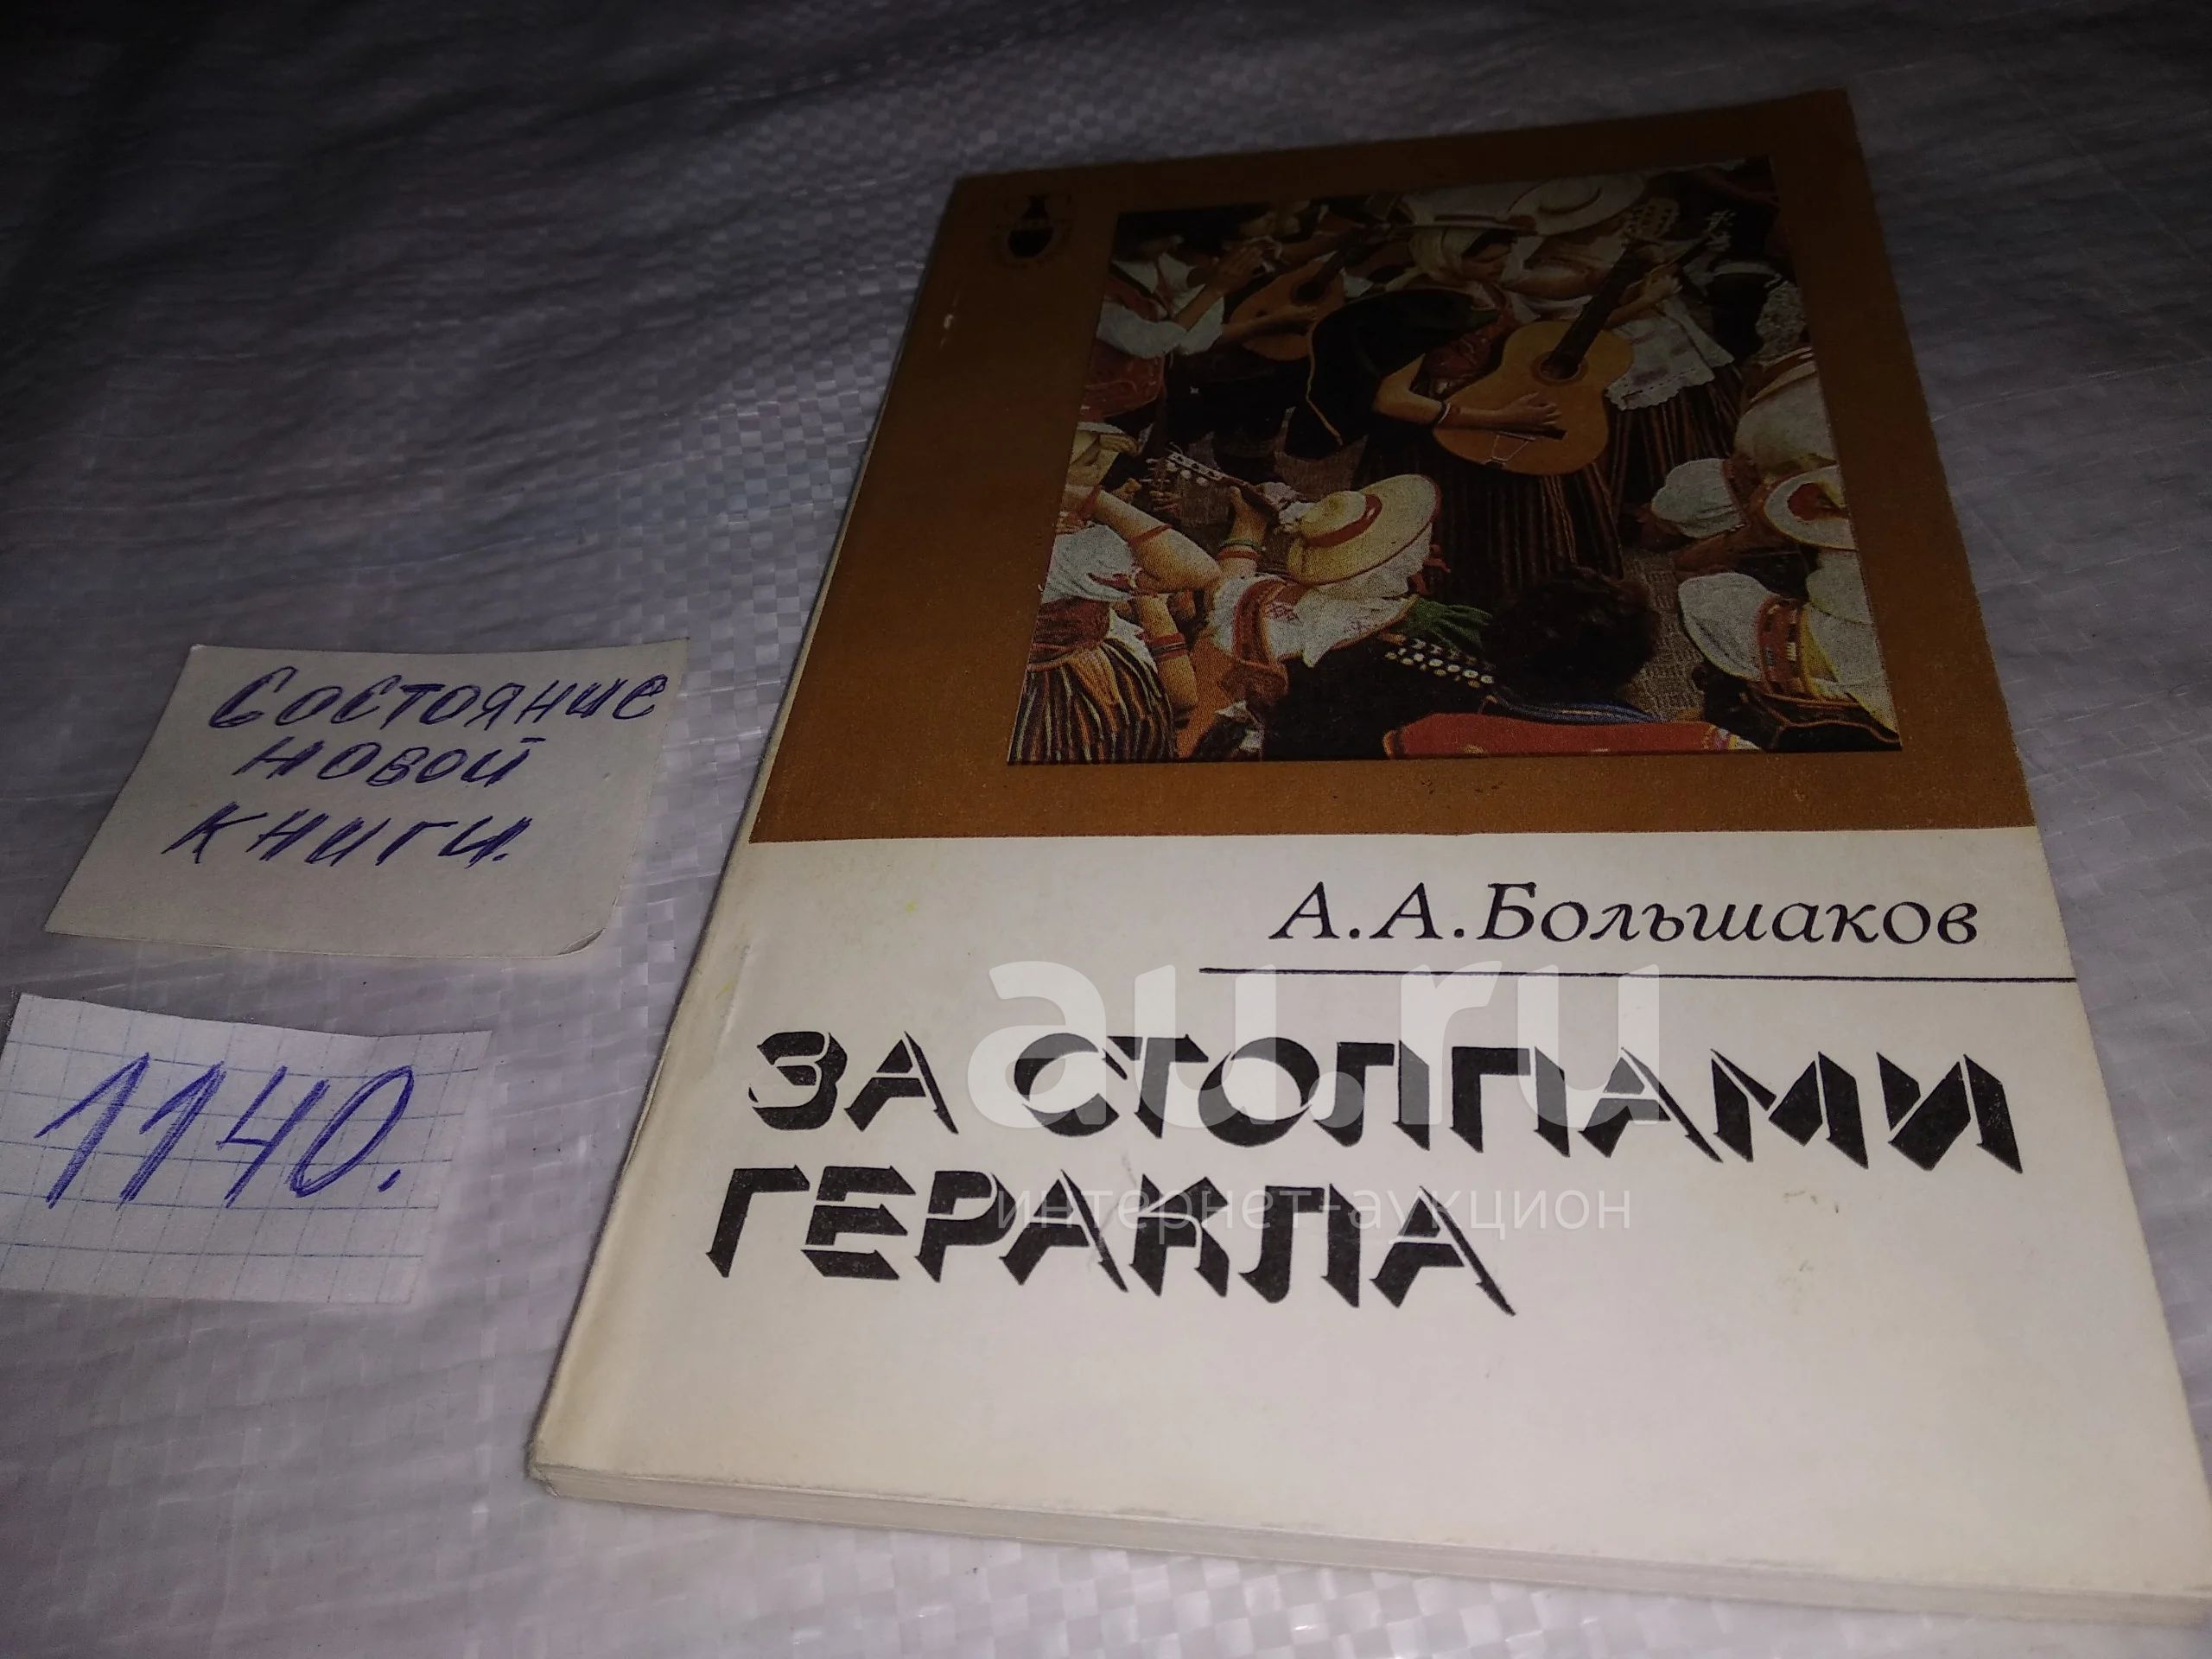 Состояние
новой
книги.
1140.
А.А.Большаков
ЗА СТОЛПАМИ
ГЕРАКЛА
au.ru
интернет-аукцион